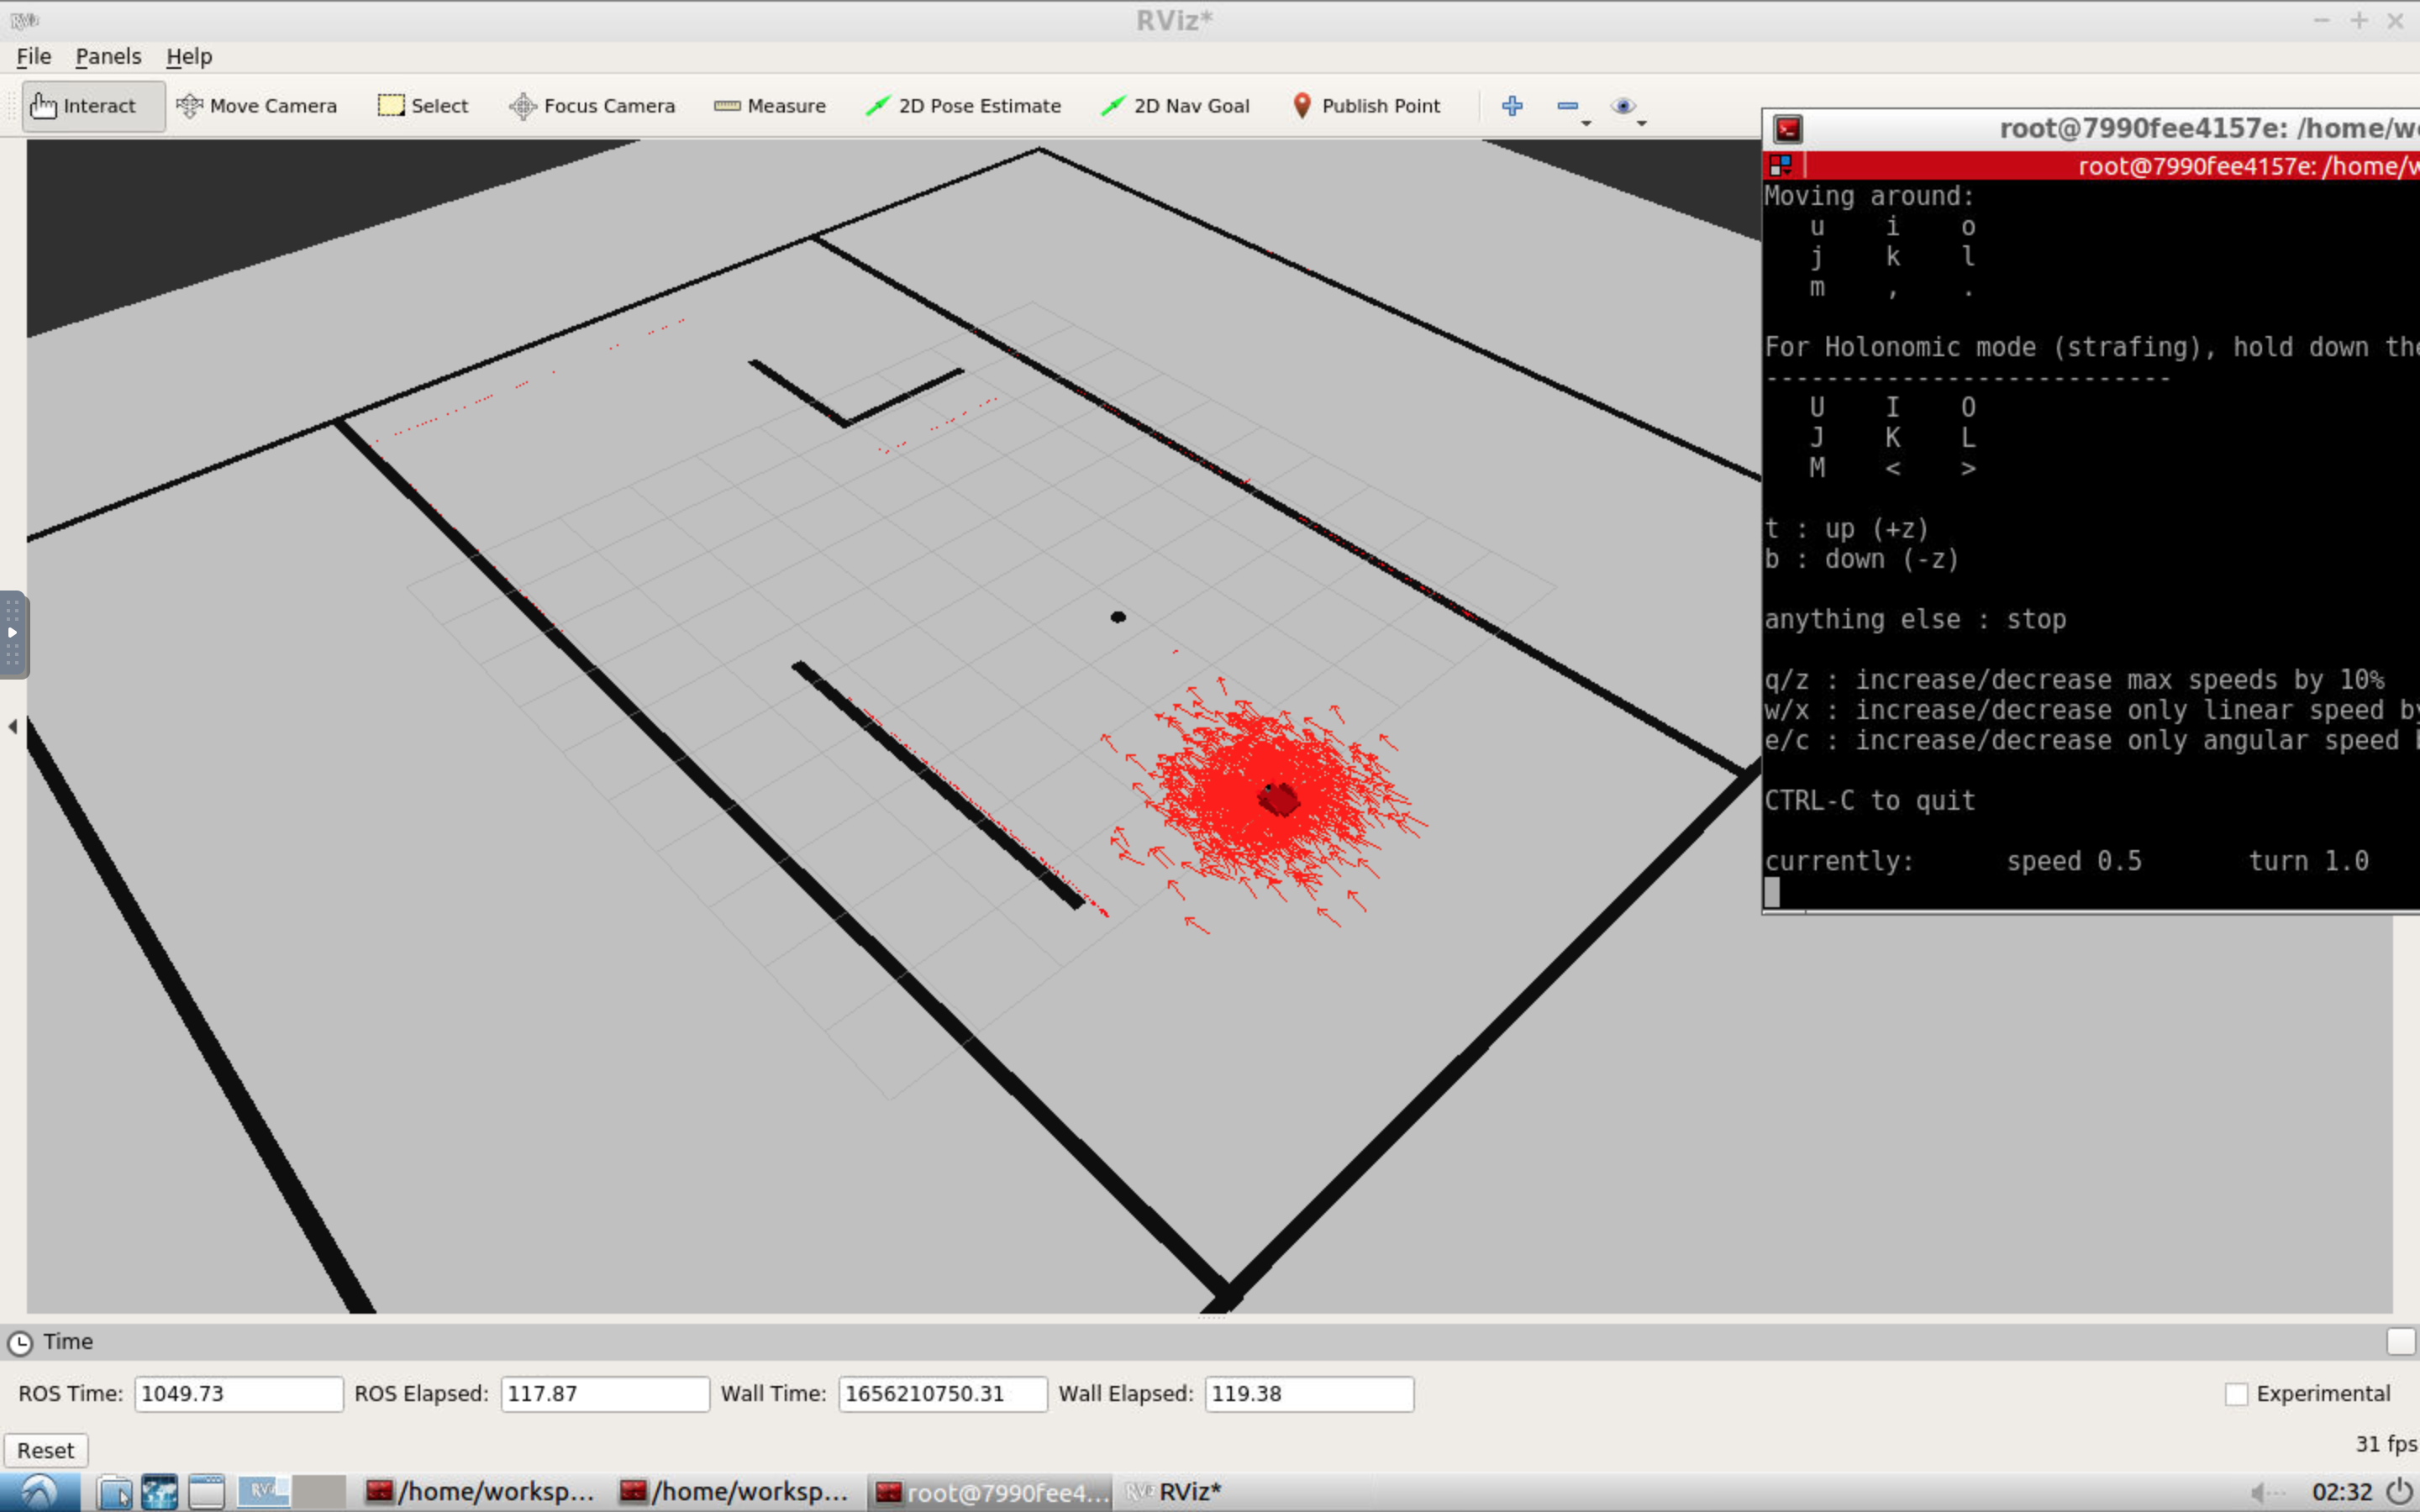 RViz*
File Panels Help
Interact Move Camera Select Focus Camera Measure 2D Pose Estimate 2D Nav Goal Publish Point
root@7990fee4157e: /home/w
root@7990fee4157e: /home/w
Moving around:
u i o
j k l
m , .
For Holonomic mode (strafing), hold down the
---------------------------
U I O
J K L
M < >
t : up (+z)
b : down (-z)
anything else : stop
q/z : increase/decrease max speeds by 10%
w/x : increase/decrease only linear speed by
e/c : increase/decrease only angular speed
CTRL-C to quit
currently: speed 0.5 turn 1.0
Time
ROS Time: 1049.73 ROS Elapsed: 117.87 Wall Time: 1656210750.31 Wall Elapsed: 119.38 Experimental
Reset 31 fps
/home/worksp... /home/worksp... root@7990fee4... RViz* 02:32